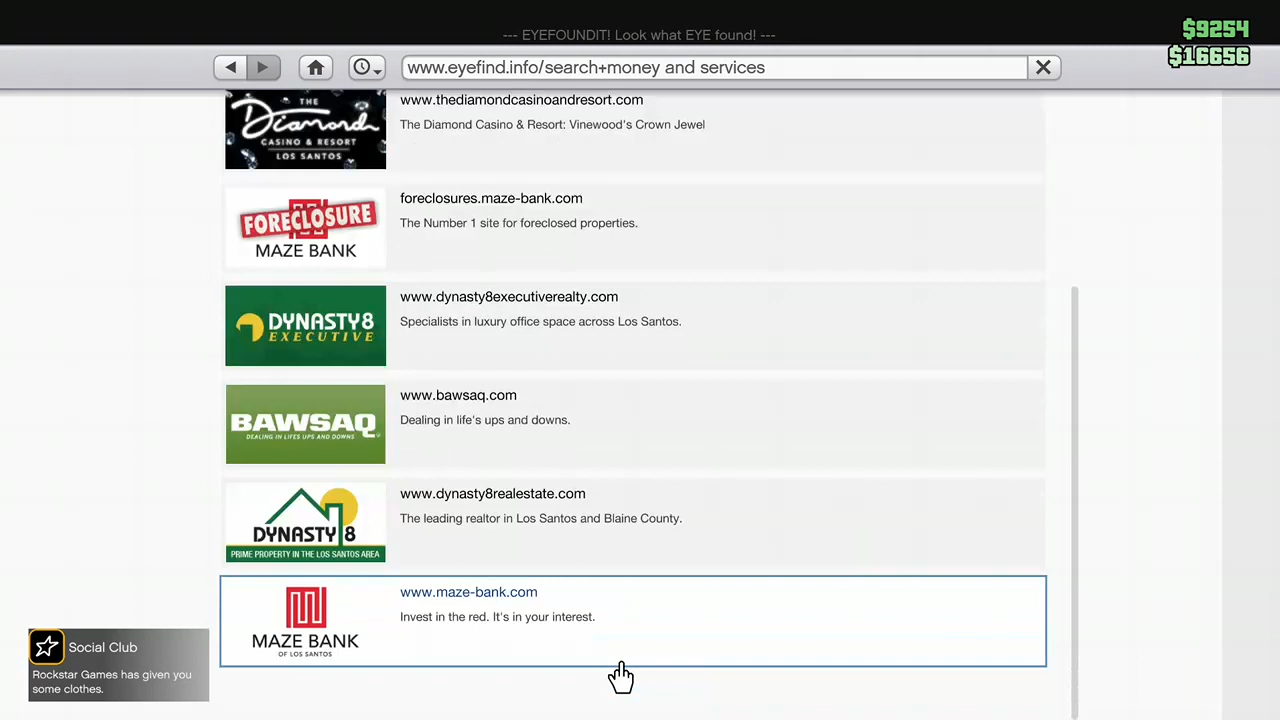 --- EYEFOUNDIT! Look what EYE found! ---
$9254
$16656
www.eyefind.info/search+money and services
THE
Diamond
CASINO & RESORT
LOS SANTOS
www.thediamondcasinoandresort.com
The Diamond Casino & Resort: Vinewood's Crown Jewel
FORECLOSURE
MAZE BANK
foreclosures.maze-bank.com
The Number 1 site for foreclosed properties.
DYNASTY8
EXECUTIVE
www.dynasty8executiverealty.com
Specialists in luxury office space across Los Santos.
BAWSAQ
DEALING IN LIFE'S UPS AND DOWNS
www.bawsaq.com
Dealing in life's ups and downs.
DYNASTY 8
PRIME PROPERTY IN THE LOS SANTOS AREA
www.dynasty8realestate.com
The leading realtor in Los Santos and Blaine County.
MAZE BANK
OF LOS SANTOS
www.maze-bank.com
Invest in the red. It's in your interest.
Social Club
Rockstar Games has given you
some clothes.